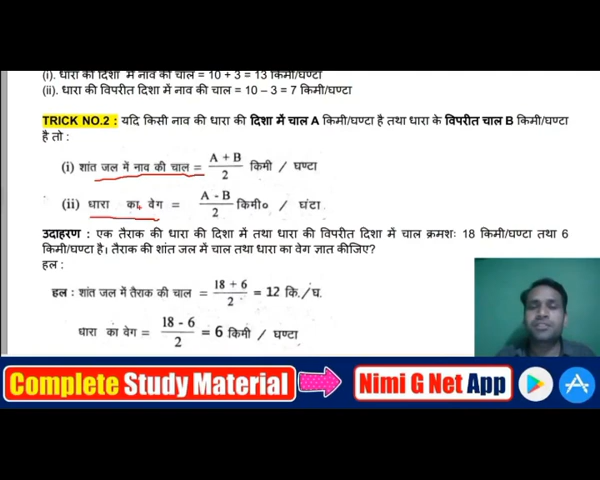 (i). धारा की दिशा में नाव की चाल = 10 + 3 = 13 किमी/घण्टा
(ii). धारा की विपरीत दिशा में नाव की चाल = 10 – 3 = 7 किमी/घण्टा
TRICK NO.2 : यदि किसी नाव की धारा की दिशा में चाल A किमी/घण्टा है तथा धारा के विपरीत चाल B किमी/घण्टा
है तो :
(i) शांत जल में नाव की चाल = A + B / 2 किमी / घण्टा
(ii) धारा का वेग = A - B / 2 किमी० / घंटा
उदाहरण : एक तैराक की धारा की दिशा में तथा धारा की विपरीत दिशा में चाल क्रमशः 18 किमी/घण्टा तथा 6
किमी/घण्टा है। तैराक की शांत जल में चाल तथा धारा का वेग ज्ञात कीजिए?
हल :
हल : शांत जल में तैराक की चाल = 18 + 6 / 2 = 12 कि./घ.
धारा का वेग = 18 - 6 / 2 = 6 किमी / घण्टा
Complete Study Material Nimi G Net App